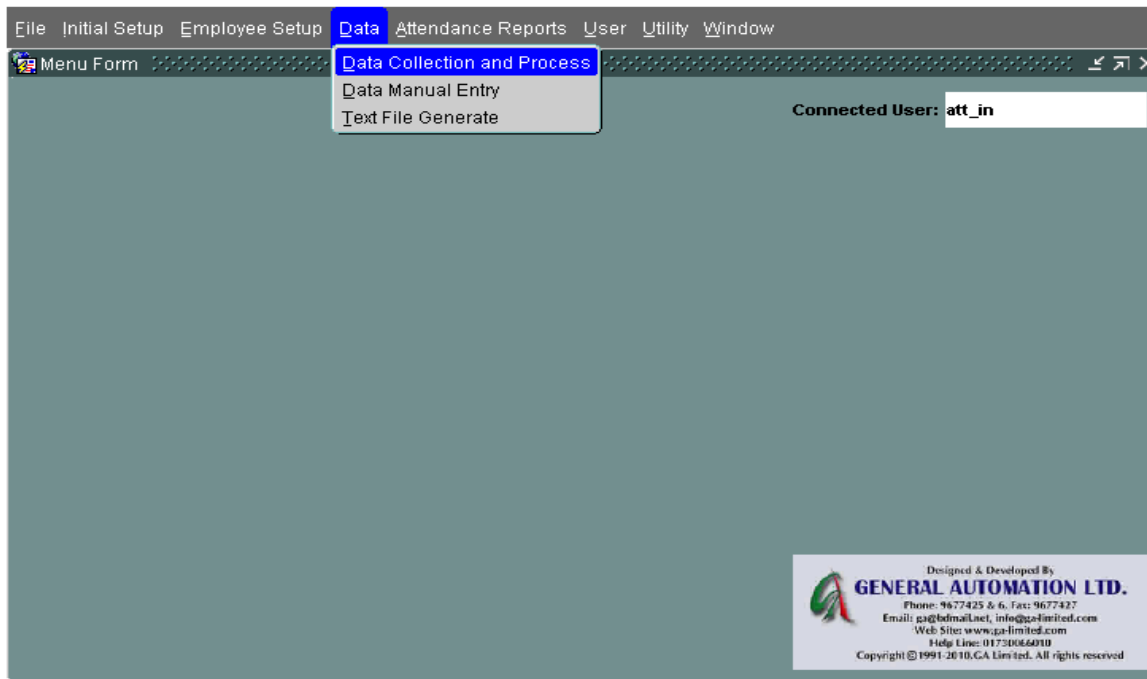 File Initial Setup Employee Setup Data Attendance Reports User Utility Window
Menu Form
Data Collection and Process
Data Manual Entry
Text File Generate
Connected User: att_in
Designed & Developed By
GENERAL AUTOMATION LTD.
Phone: 9677425 & 6, Fax: 9677427
Email: ga@bdmail.net, info@ga-limited.com
Web Site: www.ga-limited.com
Help Line: 01730066010
Copyright © 1991-2010.GA Limited. All rights reserved